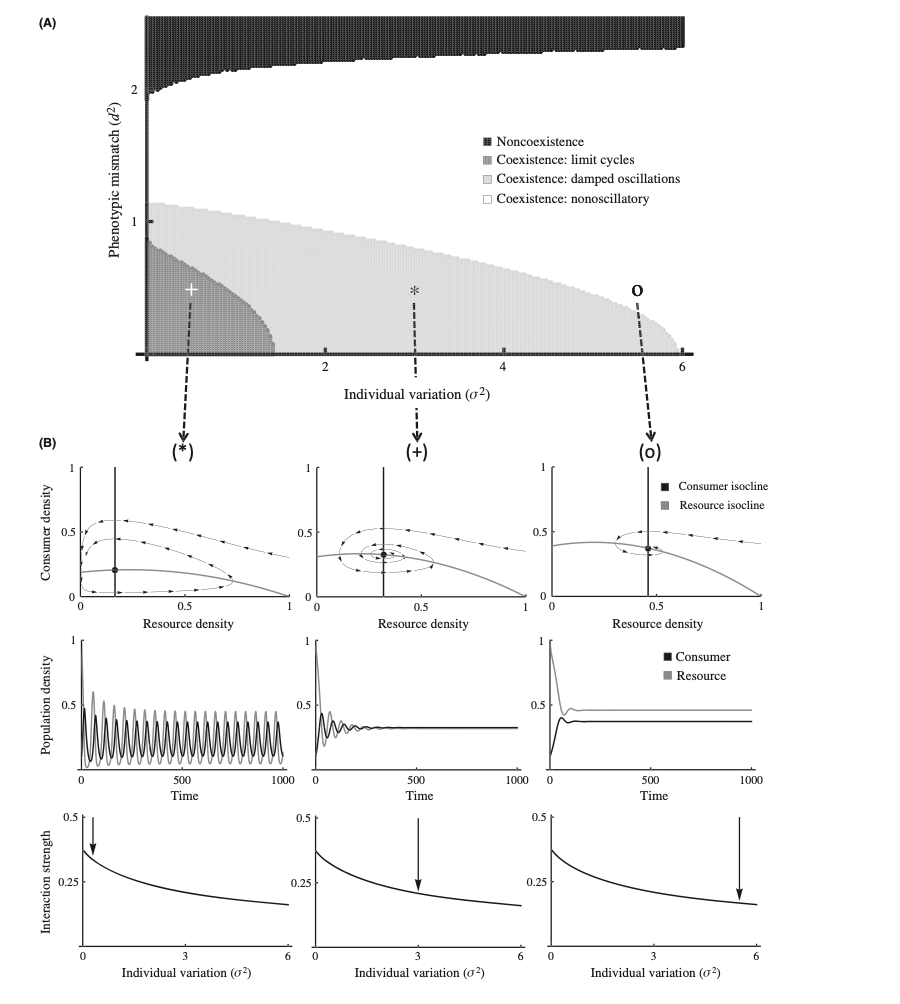 (A)
2
Phenotypic mismatch (d²)
Noncoexistence
Coexistence: limit cycles
Coexistence: damped oscillations
Coexistence: nonoscillatory
1
+
*
o
2
4
6
Individual variation (σ²)
(B)
(*)
(+)
(o)
1
1
1
Consumer isocline
Resource isocline
Consumer density
0.5
0.5
0.5
0
0
0
0
0.5
1
0
0.5
1
0
0.5
1
Resource density
Resource density
Resource density
1
1
1
Consumer
Resource
Population density
0.5
0.5
0.5
0
500
1000
0
500
1000
0
500
1000
Time
Time
Time
0.5
0.5
0.5
Interaction strength
0.25
0.25
0.25
0
3
6
0
3
6
0
3
6
Individual variation (σ²)
Individual variation (σ²)
Individual variation (σ²)